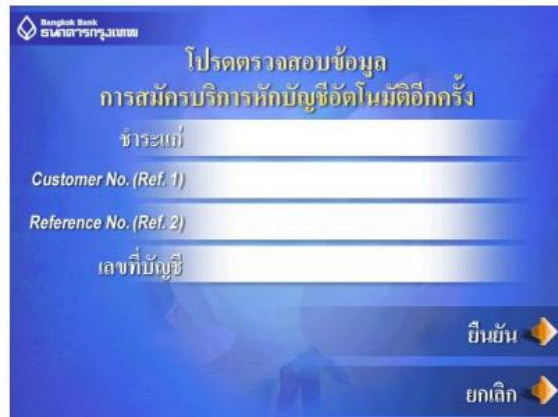 Bangkok Bank
ธนาคารกรุงเทพ
โปรดตรวจสอบข้อมูล
การสมัครบริการหักบัญชีอัตโนมัติอีกครั้ง
ชำระแก่
Customer No. (Ref. 1)
Reference No. (Ref. 2)
เลขที่บัญชี
ยืนยัน
ยกเลิก